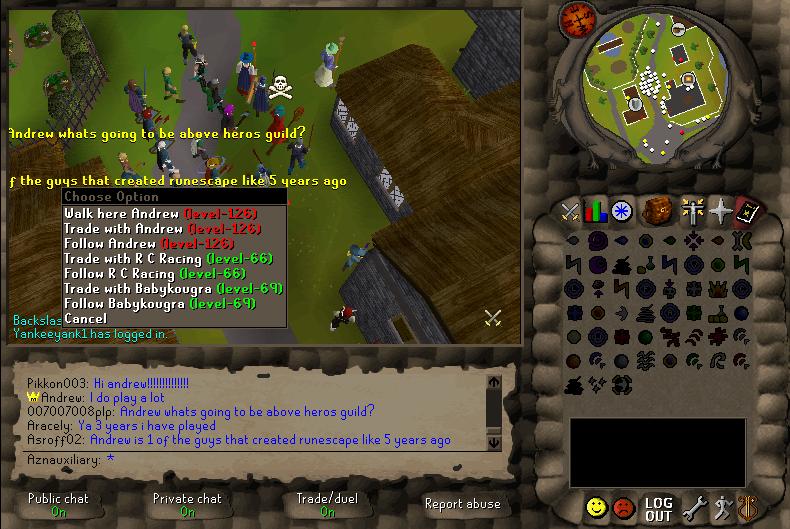 Andrew whats going to be above heros guild?
f the guys that created runescape like 5 years ago
Choose Option
Walk here Andrew (level-126)
Trade with Andrew (level-126)
Follow Andrew (level-126)
Trade with R C Racing (level-66)
Follow R C Racing (level-66)
Trade with Babykougra (level-69)
Follow Babykougra (level-69)
Cancel
Backslas
Yankeeyank1 has logged in.
Pikkon003: Hi andrew!!!!!!!!!!!!!!
Andrew: I do play a lot
007007008plp: Andrew whats going to be above heros guild?
Aracely: Ya 3 years i have played
Asroff02: Andrew is 1 of the guys that created runescape like 5 years ago
Aznauxiliary: *
Public chat
On
Private chat
On
Trade/duel
On
Report abuse
LOG
OUT